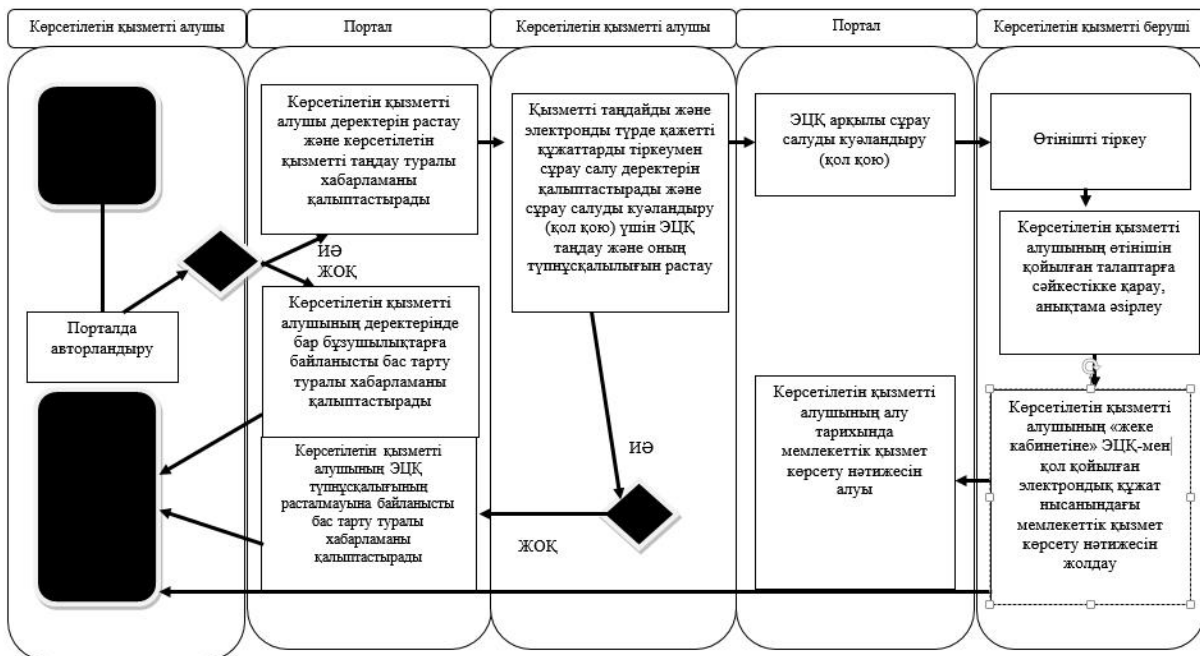 Көрсетілетін қызметті алушы
Портал
Көрсетілетін қызметті алушы
Портал
Көрсетілетін қызметті беруші
Порталда
авторландыру
Көрсетілетін қызметті
алушы деректерін растау
және көрсетілетін
қызметті таңдау туралы
хабарламаны
қалыптастырады
ИӘ
ЖОҚ
Көрсетілетін қызметті
алушының деректерінде
бар бұзушылықтарға
байланысты бас тарту
туралы хабарламаны
қалыптастырады
Көрсетілетін қызметті
алушының ЭЦҚ
түпнұсқалығының
расталмауына байланысты
бас тарту туралы
хабарламаны
қалыптастырады
Қызметті таңдайды және
электронды түрде қажетті
құжаттарды тіркеумен
сұрау салу деректерін
қалыптастырады және
сұрау салуды куәландыру
(қол қою) үшін ЭЦҚ
таңдау және оның
түпнұсқалылығын растау
ИӘ
ЖОҚ
ЭЦҚ арқылы сұрау
салуды куәландыру
(қол қою)
Көрсетілетін қызметті
алушының алу
тарихында
мемлекеттік қызмет
көрсету нәтижесін
алуы
Өтінішті тіркеу
Көрсетілетін қызметті
алушының өтінішін
қойылған талаптарға
сәйкестікке қарау,
анықтама әзірлеу
Көрсетілетін қызметті
алушының «жеке
кабинетіне» ЭЦҚ-мен
қол қойылған
электрондық құжат
нысанындағы
мемлекеттік қызмет
көрсету нәтижесін
жолдау